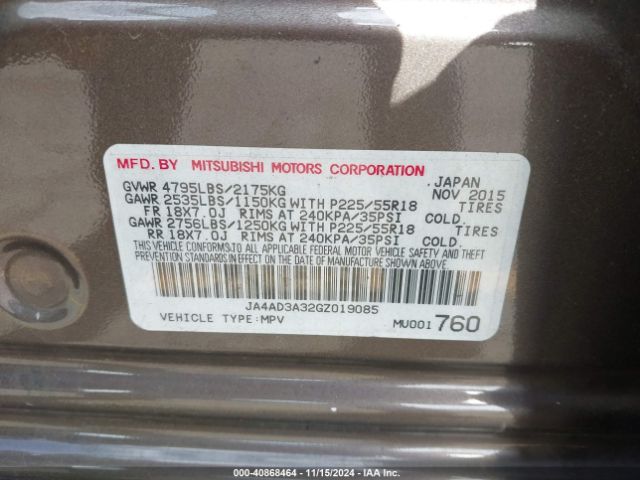 MFD. BY MITSUBISHI MOTORS CORPORATION
JAPAN
GVWR 4795LBS/2175KG NOV 2015
GAWR 2535LBS/1150KG WITH P225/55R18 TIRES
FR 18X7.0J RIMS AT 240KPA/35PSI COLD.
GAWR 2756LBS/1250KG WITH P225/55R18 TIRES
RR 18X7.0J RIMS AT 240KPA/35PSI COLD.
THIS VEHICLE CONFORMS TO ALL APPLICABLE FEDERAL MOTOR VEHICLE SAFETY AND THEFT
PREVENTION STANDARDS IN EFFECT ON THE DATE OF MANUFACTURE SHOWN ABOVE.
JA4AD3A32GZ019085
VEHICLE TYPE:MPV MU001 760
000-40868464 - 11/15/2024 - IAA Inc.